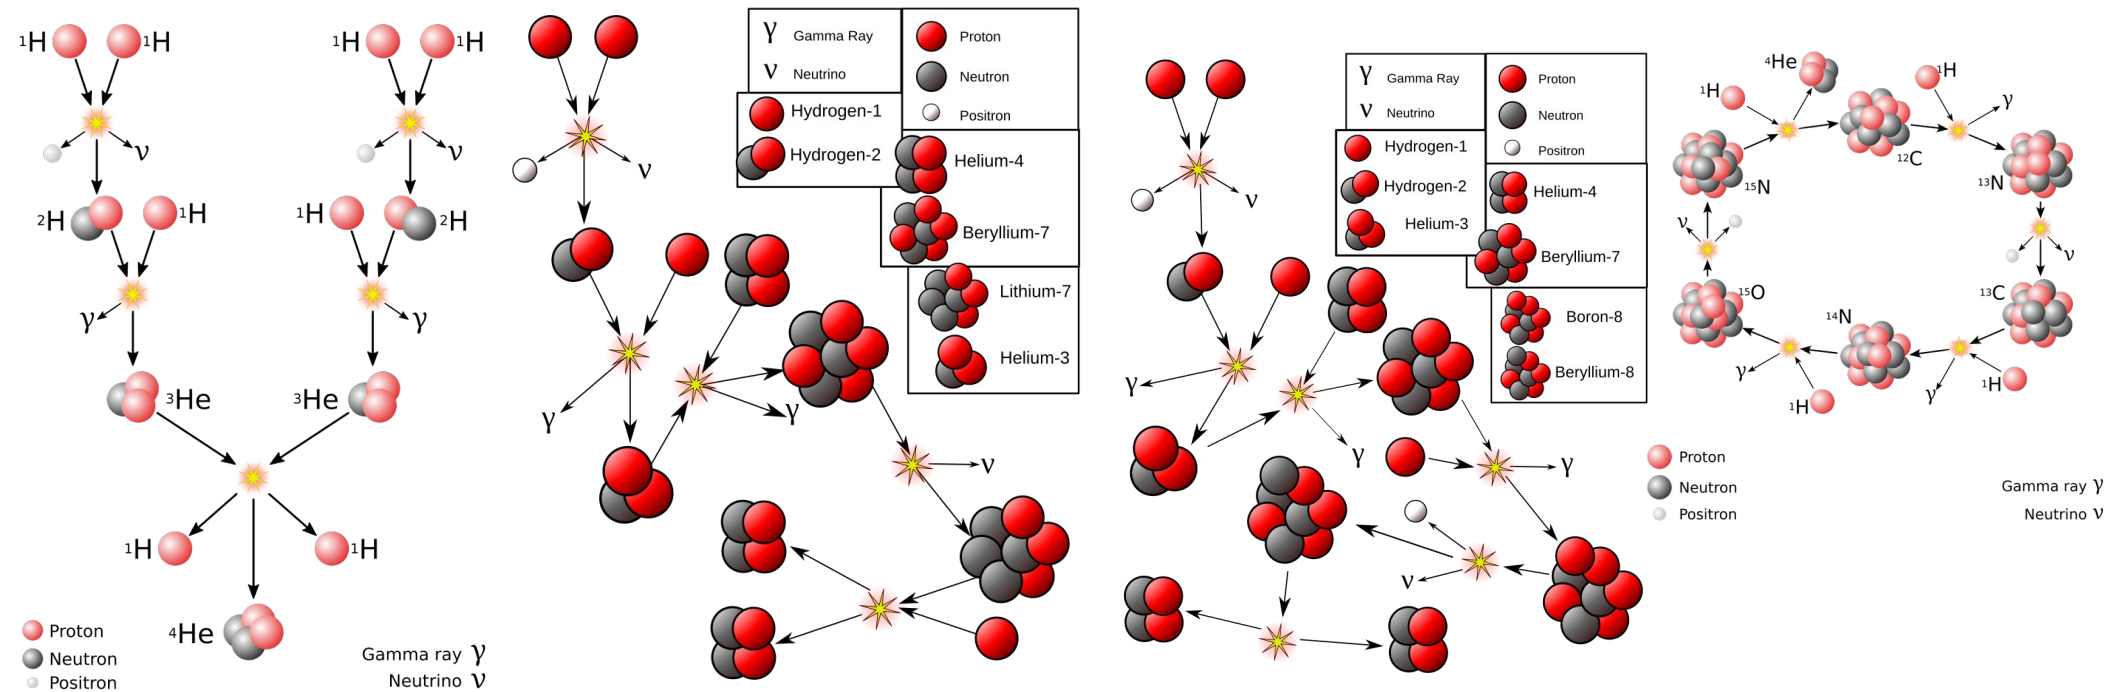 ¹H ¹H ¹H ¹H
ν ν
²H ¹H ¹H ²H
γ γ
³He ³He
¹H ¹H
⁴He
Proton
Neutron
Positron
Gamma ray γ
Neutrino ν
γ Gamma Ray
ν Neutrino
Proton
Neutron
Positron
Hydrogen-1
Hydrogen-2
Helium-4
Beryllium-7
Lithium-7
Helium-3
ν
γ
γ
ν
γ Gamma Ray
ν Neutrino
Proton
Neutron
Positron
Hydrogen-1
Hydrogen-2
Helium-3
Helium-4
Beryllium-7
Boron-8
Beryllium-8
ν
γ
γ
γ
ν
⁴He ¹H
¹H γ
¹²C
¹⁵N ¹³N
ν ν
¹⁵O ¹³C
¹⁴N
γ γ ¹H
¹H
Proton
Neutron
Positron
Gamma ray γ
Neutrino ν